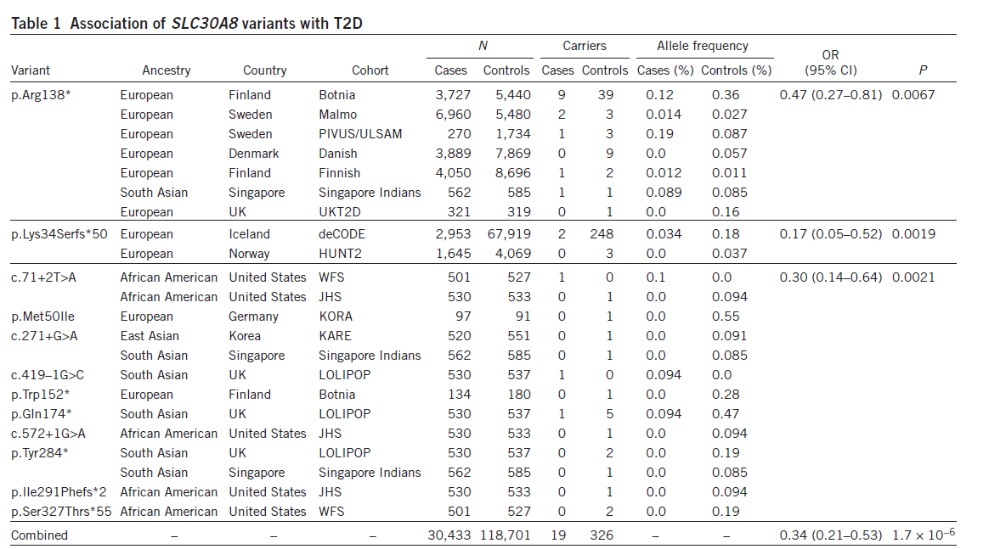 Table 1 Association of SLC30A8 variants with T2D
N Carriers Allele frequency
Variant Ancestry Country Cohort Cases Controls Cases Controls Cases (%) Controls (%) OR (95% CI) P
p.Arg138* European Finland Botnia 3,727 5,440 9 39 0.12 0.36 0.47 (0.27–0.81) 0.0067
European Sweden Malmo 6,960 5,480 2 3 0.014 0.027
European Sweden PIVUS/ULSAM 270 1,734 1 3 0.19 0.087
European Denmark Danish 3,889 7,869 0 9 0.0 0.057
European Finland Finnish 4,050 8,696 1 2 0.012 0.011
South Asian Singapore Singapore Indians 562 585 1 1 0.089 0.085
European UK UKT2D 321 319 0 1 0.0 0.16
p.Lys34Serfs*50 European Iceland deCODE 2,953 67,919 2 248 0.034 0.18 0.17 (0.05–0.52) 0.0019
European Norway HUNT2 1,645 4,069 0 3 0.0 0.037
c.71+2T>A African American United States WFS 501 527 1 0 0.1 0.0 0.30 (0.14–0.64) 0.0021
African American United States JHS 530 533 0 1 0.0 0.094
p.Met50Ile European Germany KORA 97 91 0 1 0.0 0.55
c.271+G>A East Asian Korea KARE 520 551 0 1 0.0 0.091
South Asian Singapore Singapore Indians 562 585 0 1 0.0 0.085
c.419–1G>C South Asian UK LOLIPOP 530 537 1 0 0.094 0.0
p.Trp152* European Finland Botnia 134 180 0 1 0.0 0.28
p.Gln174* South Asian UK LOLIPOP 530 537 1 5 0.094 0.47
c.572+1G>A African American United States JHS 530 533 0 1 0.0 0.094
p.Tyr284* South Asian UK LOLIPOP 530 537 0 2 0.0 0.19
South Asian Singapore Singapore Indians 562 585 0 1 0.0 0.085
p.Ile291Phefs*2 African American United States JHS 530 533 0 1 0.0 0.094
p.Ser327Thrs*55 African American United States WFS 501 527 0 2 0.0 0.19
Combined – – – 30,433 118,701 19 326 – – 0.34 (0.21–0.53) 1.7 × 10–6